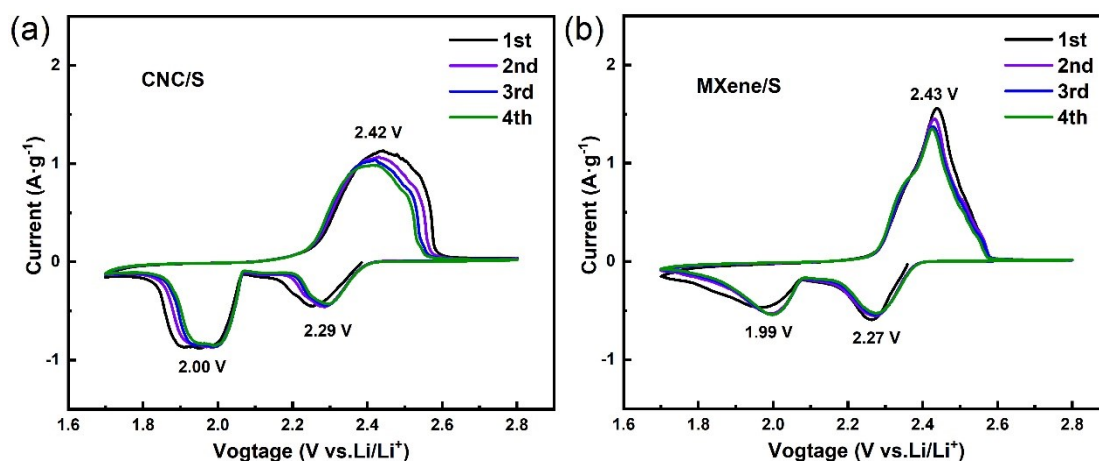 (a)
CNC/S
1st
2nd
3rd
4th
2.42 V
2.29 V
2.00 V
Current (A·g⁻¹)
2
1
0
-1
1.6 1.8 2.0 2.2 2.4 2.6 2.8
Vogtage (V vs.Li/Li⁺)
(b)
MXene/S
1st
2nd
3rd
4th
2.43 V
1.99 V
2.27 V
Current (A·g⁻¹)
2
1
0
-1
1.6 1.8 2.0 2.2 2.4 2.6 2.8
Vogtage (V vs.Li/Li⁺)